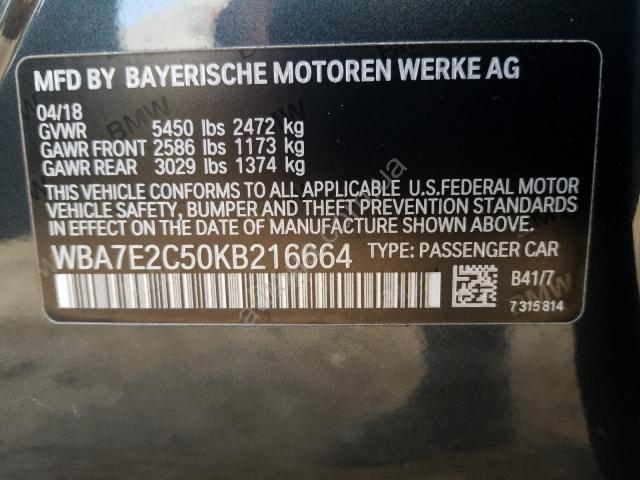 MFD BY BAYERISCHE MOTOREN WERKE AG
04/18
GVWR 5450 lbs 2472 kg
GAWR FRONT 2586 lbs 1173 kg
GAWR REAR 3029 lbs 1374 kg
THIS VEHICLE CONFORMS TO ALL APPLICABLE U.S.FEDERAL MOTOR
VEHICLE SAFETY, BUMPER AND THEFT PREVENTION STANDARDS
IN EFFECT ON THE DATE OF MANUFACTURE SHOWN ABOVE.
WBA7E2C50KB216664 TYPE: PASSENGER CAR
B41/7
7 315 814